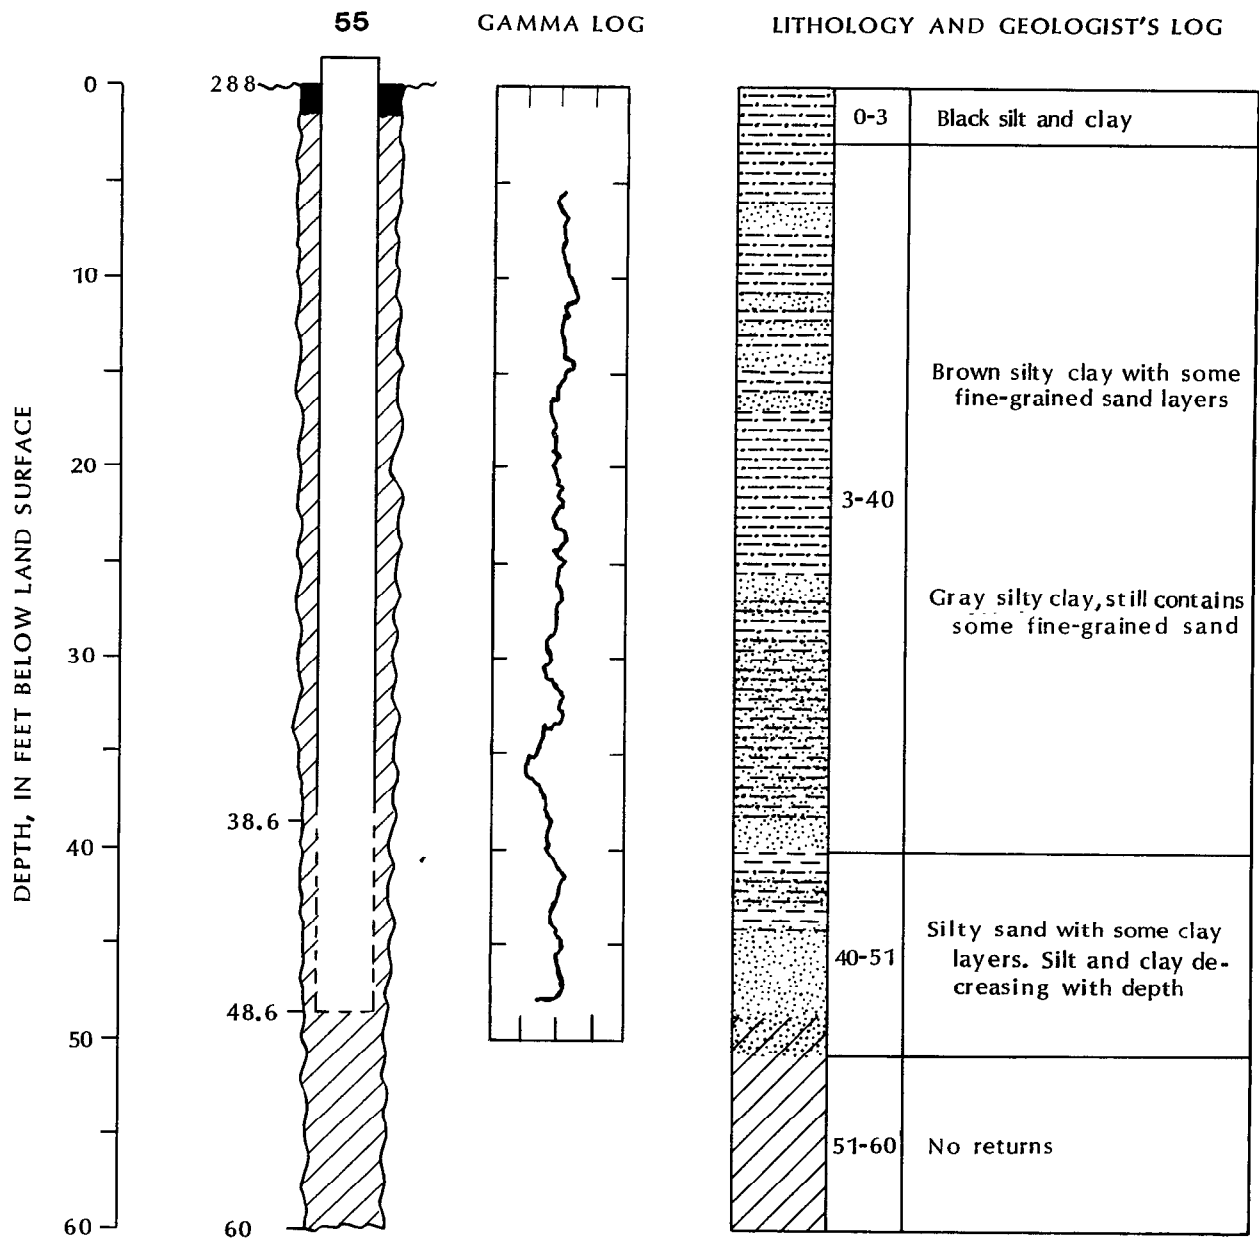 55
GAMMA LOG
LITHOLOGY AND GEOLOGIST'S LOG
DEPTH, IN FEET BELOW LAND SURFACE
0
10
20
30
40
50
60
288
38.6
48.6
60
0-3
Black silt and clay
3-40
Brown silty clay with some
fine-grained sand layers
Gray silty clay, still contains
some fine-grained sand
40-51
Silty sand with some clay
layers. Silt and clay de-
creasing with depth
51-60
No returns